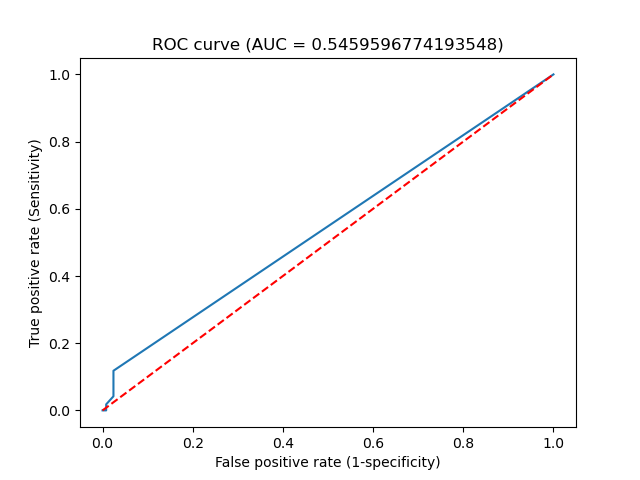 ROC curve (AUC = 0.5459596774193548)
1.0
0.8
0.6
0.4
0.2
0.0
True positive rate (Sensitivity)
0.0 0.2 0.4 0.6 0.8 1.0
False positive rate (1-specificity)